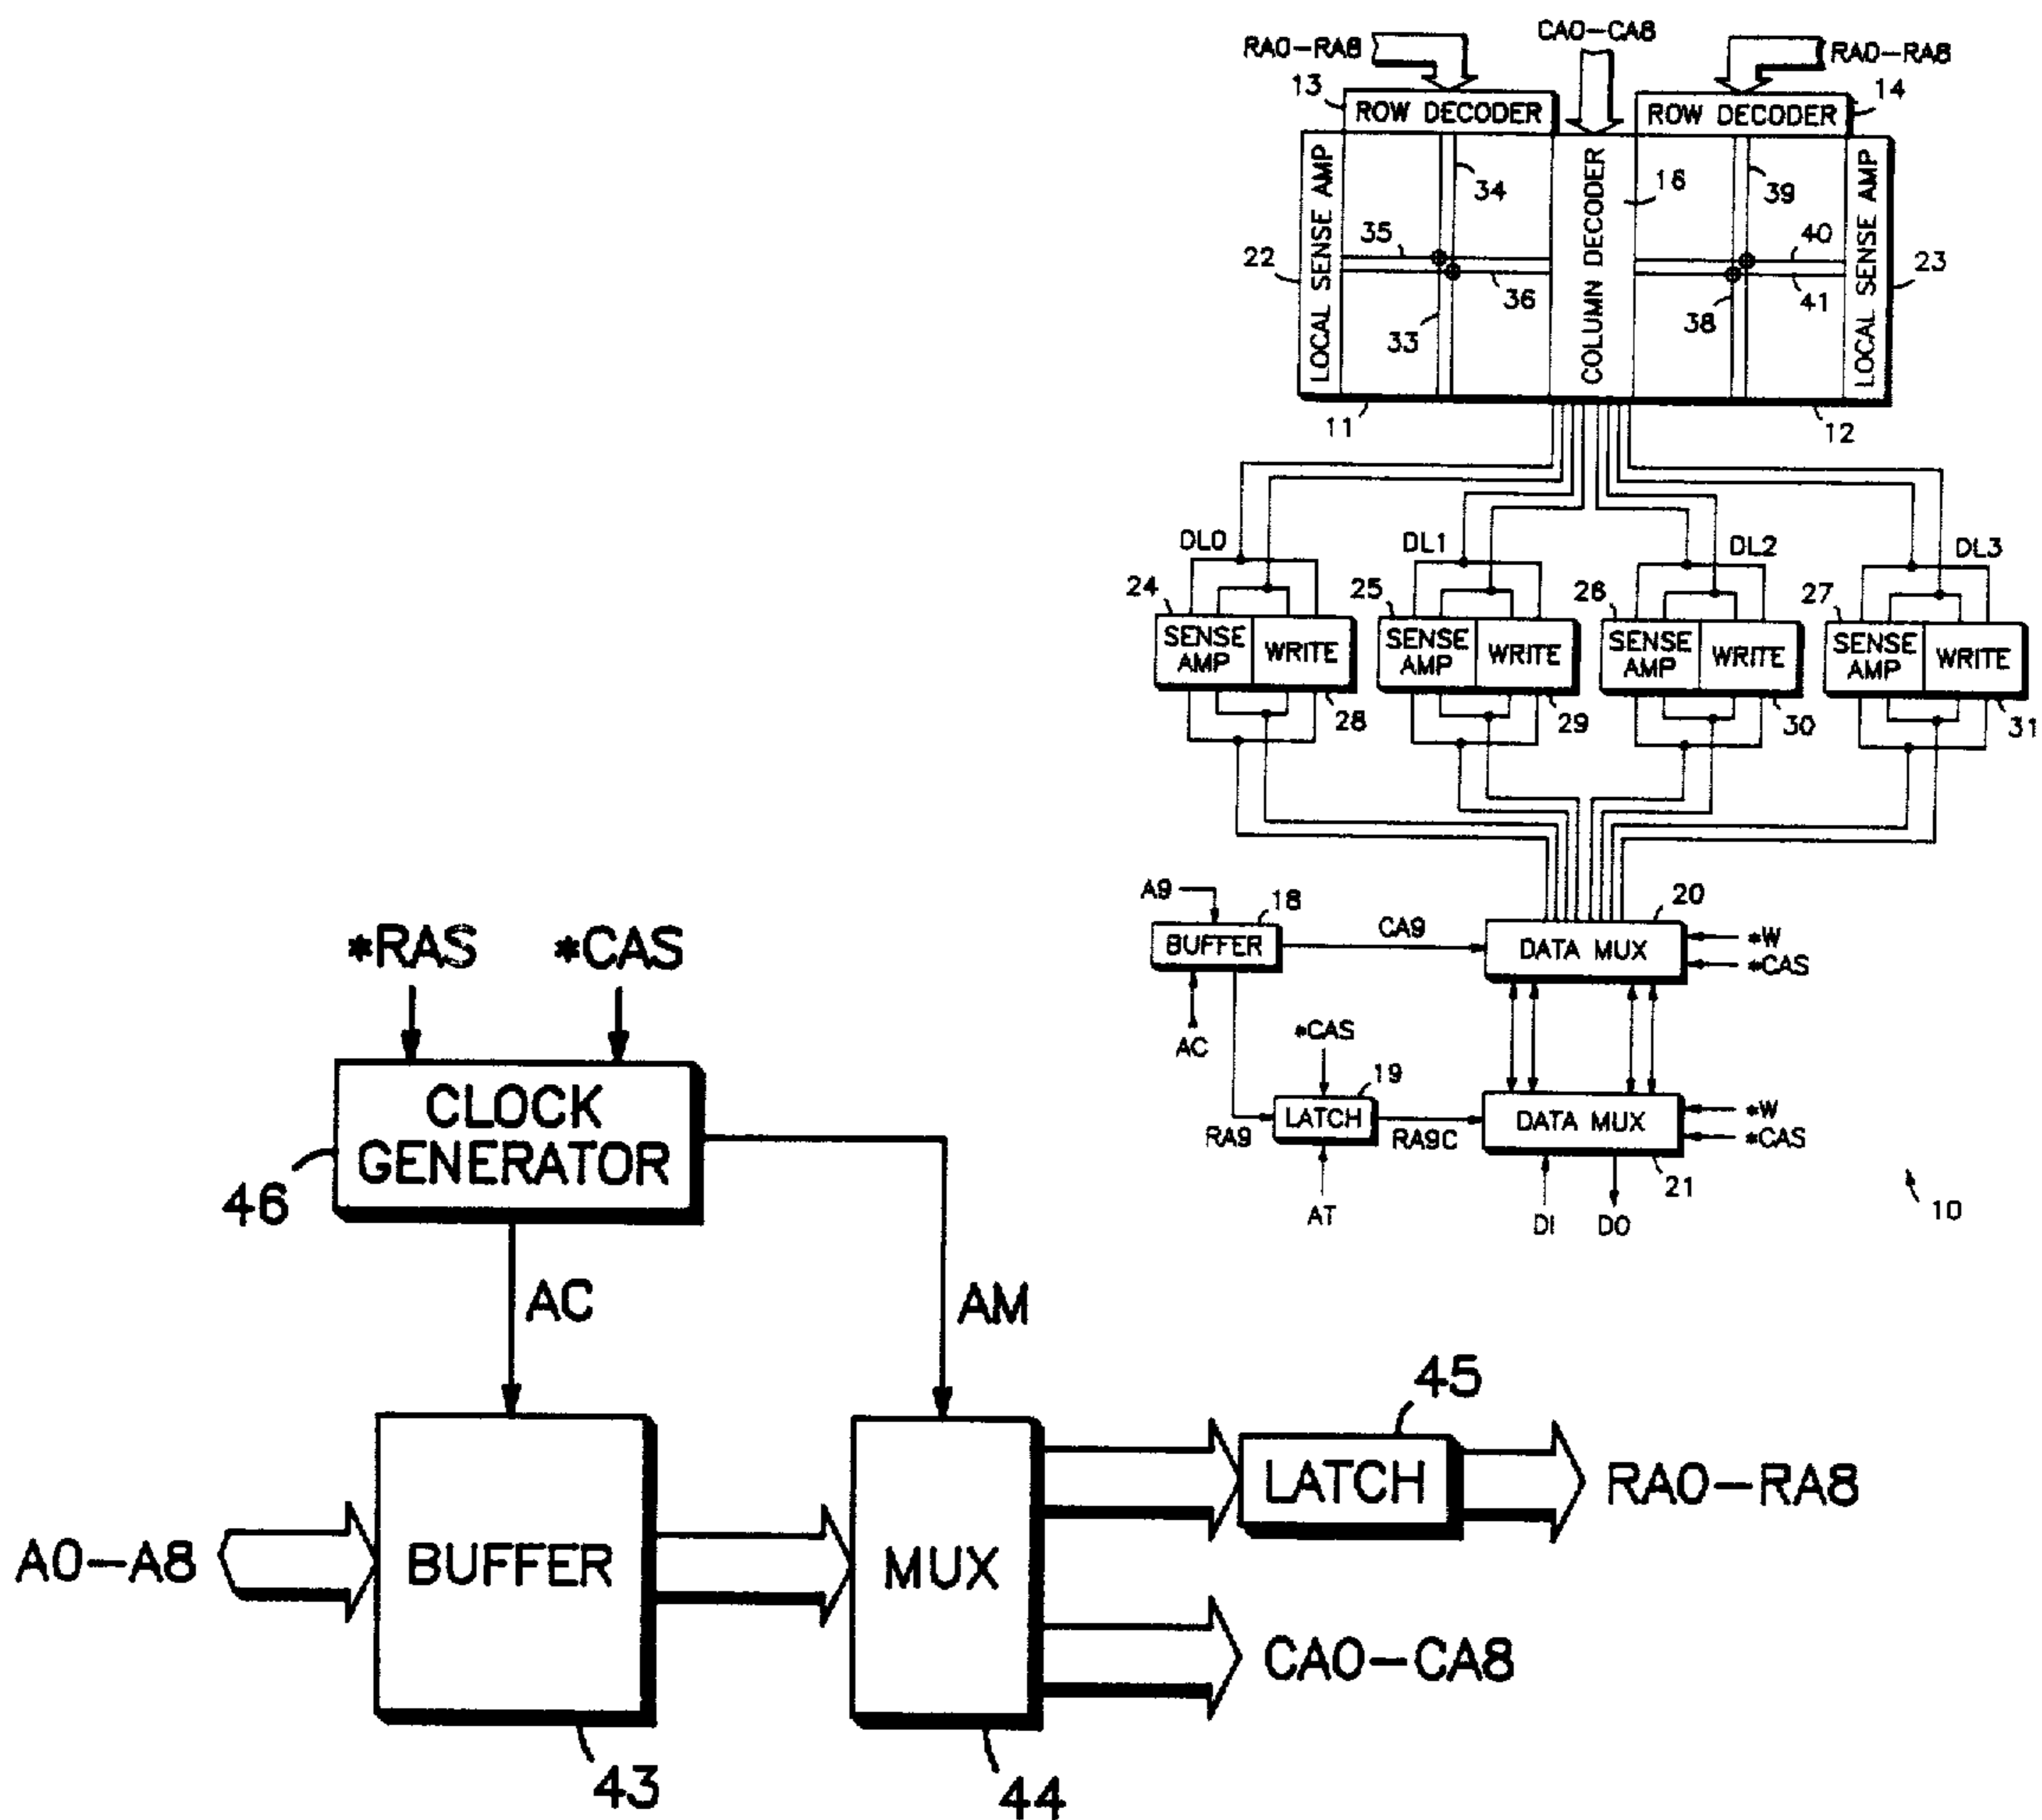 CA0-CA8
RA0-RA8
RA0-RA8
13
14
ROW DECODER
ROW DECODER
LOCAL SENSE AMP
COLUMN DECODER
LOCAL SENSE AMP
34
16
39
35
40
22
23
36
41
33
38
11
12
DL0
DL1
DL2
DL3
24
25
26
27
SENSE AMP
WRITE
SENSE AMP
WRITE
SENSE AMP
WRITE
SENSE AMP
WRITE
28
29
30
31
A9
18
20
BUFFER
CA9
DATA MUX
*W
*CAS
AC
*CAS
19
LATCH
RA9
RA9C
DATA MUX
*W
*CAS
21
AT
DI
DO
10
*RAS
*CAS
CLOCK
GENERATOR
46
AC
AM
45
LATCH
RA0-RA8
A0-A8
BUFFER
MUX
CA0-CA8
43
44